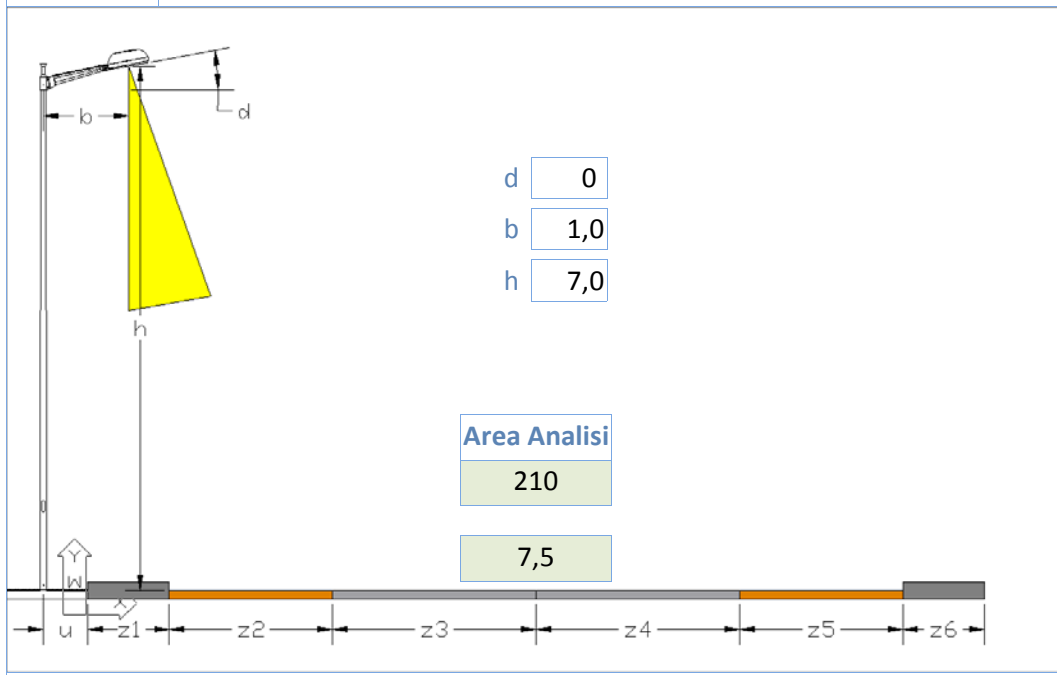 b
d
d 0
b 1,0
h 7,0
h
Area Analisi
210
7,5
Y
W
X
u z1 z2 z3 z4 z5 z6